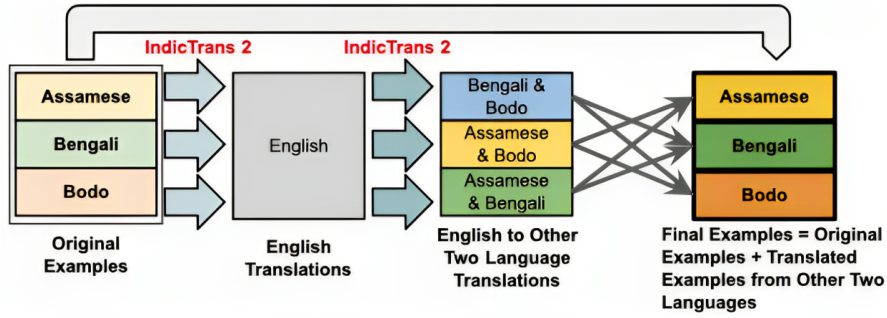 IndicTrans 2
IndicTrans 2
Assamese
Bengali
Bodo
Original
Examples
English
English
Translations
Bengali &
Bodo
Assamese
& Bodo
Assamese
& Bengali
English to Other
Two Language
Translations
Assamese
Bengali
Bodo
Final Examples = Original
Examples + Translated
Examples from Other Two
Languages